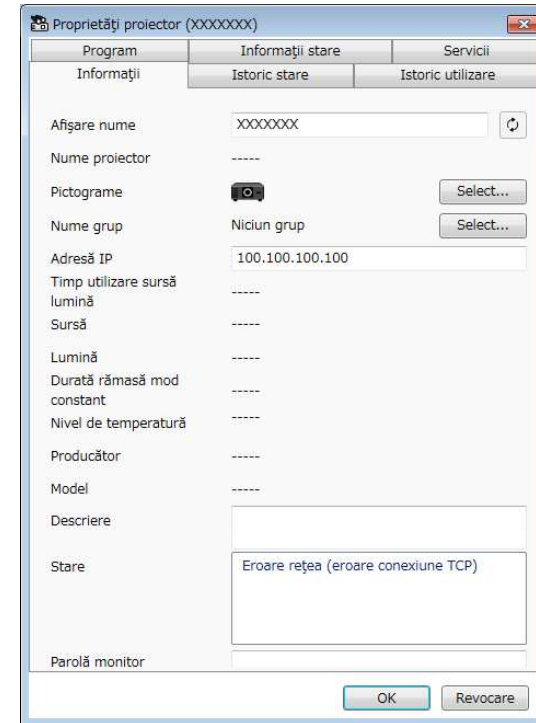 Proprietăți proiector (XXXXXXX)
Program Informații stare Servicii
Informații Istoric stare Istoric utilizare
Afișare nume XXXXXXX
Nume proiector -----
Pictograme Select...
Nume grup Niciun grup Select...
Adresă IP 100.100.100.100
Timp utilizare sursă
lumină -----
Sursă -----
Lumină -----
Durată rămasă mod
constant -----
Nivel de temperatură -----
Producător -----
Model -----
Descriere
Stare Eroare rețea (eroare conexiune TCP)
Parolă monitor
OK Revocare